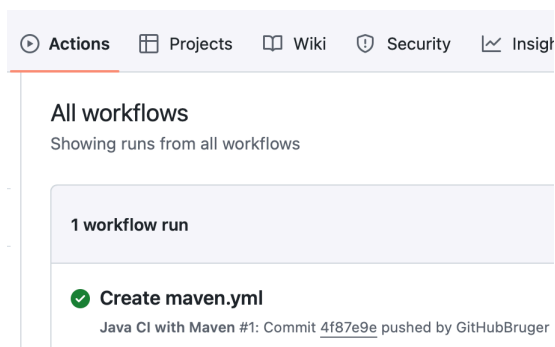 Actions Projects Wiki Security
All workflows
Showing runs from all workflows
1 workflow run
Create maven.yml
Java CI with Maven #1: Commit 4f87e9e pushed by GitHubBruger